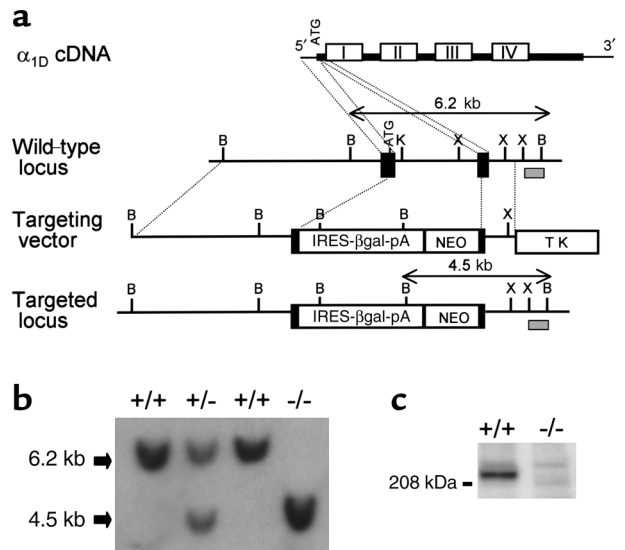 a
ATG
5′ I II III IV 3′
α1D cDNA
6.2 kb
B B ATG K X X X B
Wild-type
locus
Targeting
vector
B B B B X
IRES-βgal-pA NEO TK
4.5 kb
Targeted
locus
B B B B X X B
IRES-βgal-pA NEO
b
+/+ +/- +/+ -/-
6.2 kb
4.5 kb
c
+/+ -/-
208 kDa